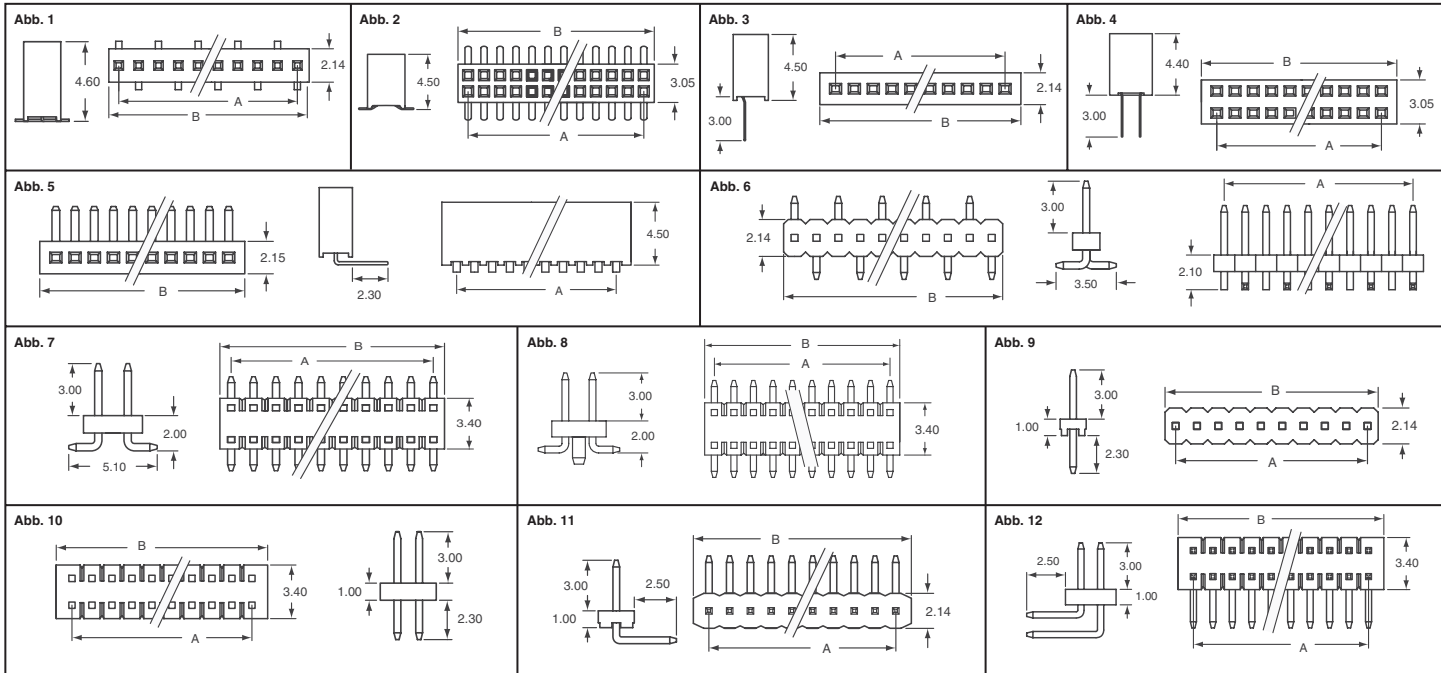 Abb. 1
4.60
2.14
A
B
Abb. 2
4.50
B
3.05
A
Abb. 3
4.50
3.00
A
2.14
B
Abb. 4
4.40
3.00
B
3.05
A
Abb. 5
2.15
B
2.30
4.50
A
Abb. 6
2.14
B
3.00
3.50
A
2.10
Abb. 7
3.00
2.00
5.10
B
A
3.40
Abb. 8
3.00
2.00
B
A
3.40
Abb. 9
3.00
1.00
2.30
B
2.14
A
Abb. 10
B
3.40
A
3.00
1.00
2.30
Abb. 11
3.00
2.50
1.00
B
2.14
A
Abb. 12
2.50
3.00
1.00
B
3.40
A